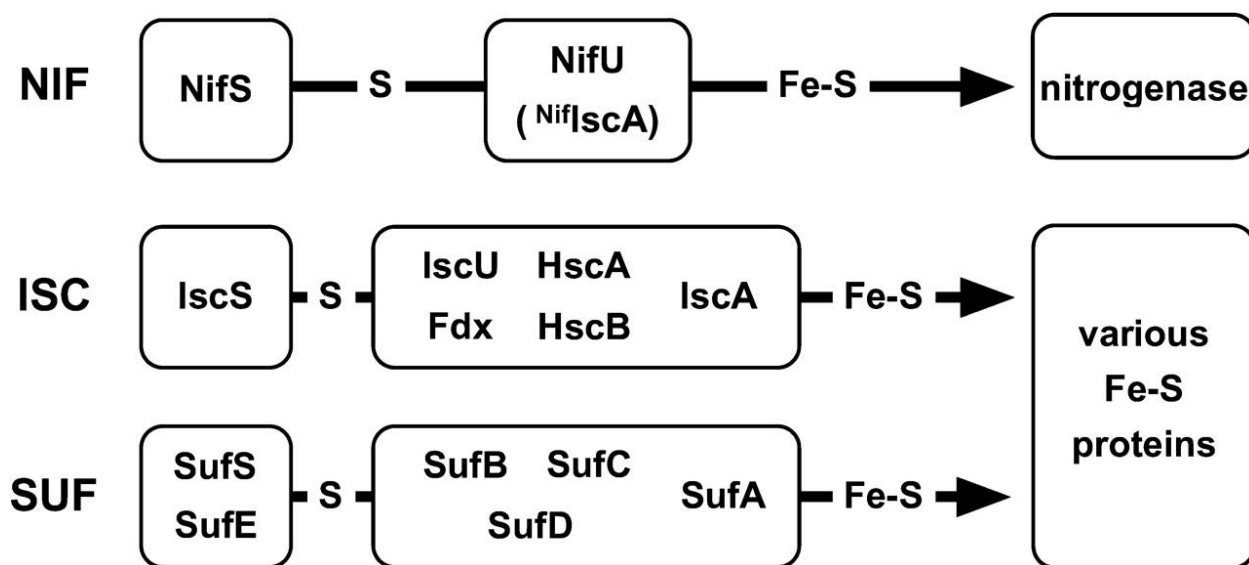 NIF
NifS
S
NifU
( NifIscA)
Fe-S
nitrogenase
ISC
IscS
S
IscU HscA
IscA
Fdx HscB
Fe-S
various
Fe-S
proteins
SUF
SufS
SufE
S
SufB SufC
SufA
SufD
Fe-S